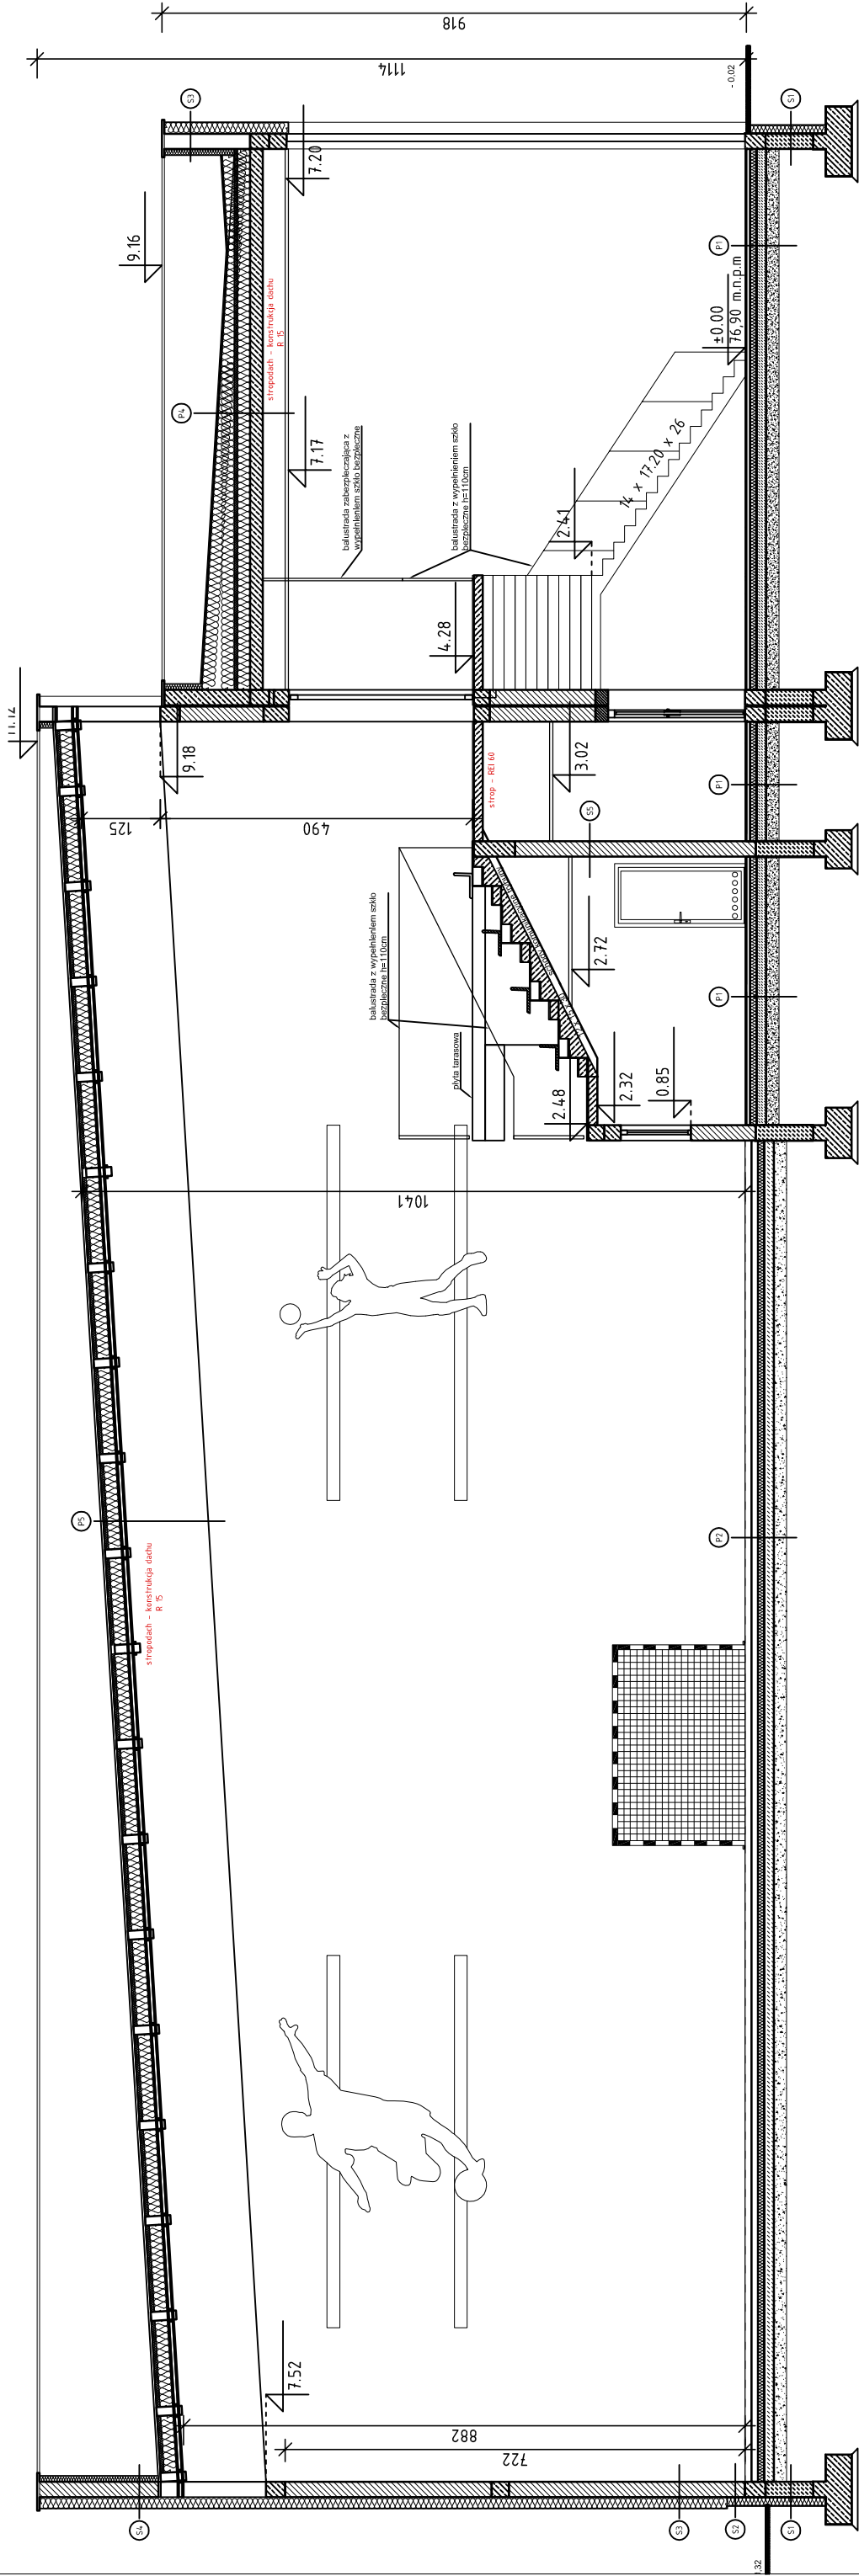 918
1114
- 0,02
S3
S1
9.16
7.20
P1
stropodach - konstrukcja dachu
R 15
±0.00
76,90 m.n.p.m
P4
7.17
balustrada zabezpieczająca z
wypełnieniem szkło bezpieczne
balustrada z wypełnieniem szkło
bezpieczne h=110cm
14 x 17.20 x 26
2.41
4.28
9.18
3.02
strop - REI 60
P1
125
490
S5
balustrada z wypełnieniem szkło
bezpieczne h=110cm
2.72
P1
płyta tarasowa
2.48
2.32
0.85
1041
P5
stropodach - konstrukcja dachu
R 15
P2
7.52
882
722
S4
S3
S2
S1